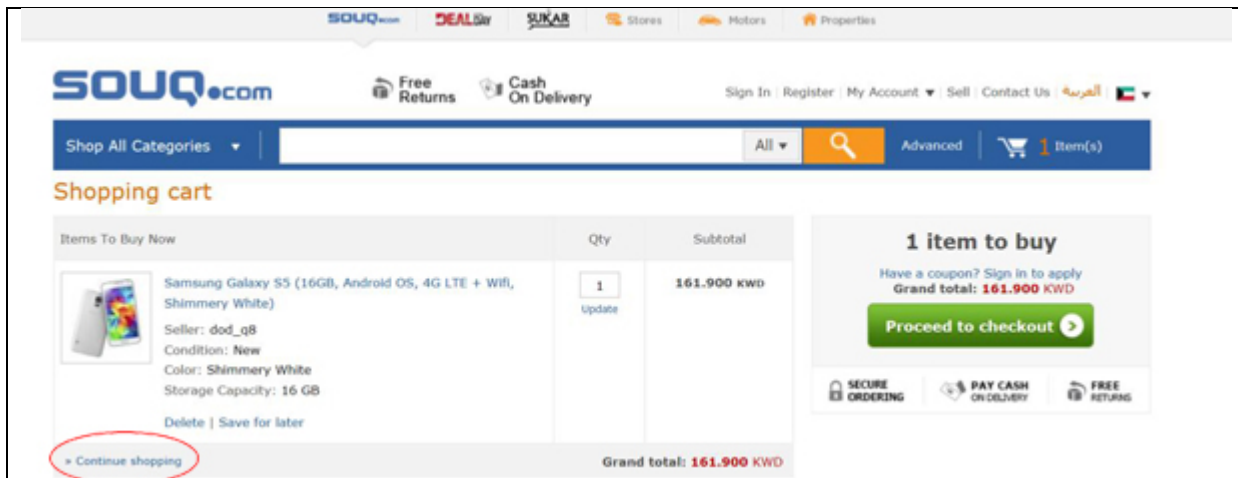 SOUQ.com DEAL Day SUKAR Stores Motors Properties
SOUQ.com Free Returns Cash On Delivery Sign In Register My Account Sell Contact Us العربية
Shop All Categories All Advanced 1 Item(s)
Shopping cart
Items To Buy Now Qty Subtotal
Samsung Galaxy S5 (16GB, Android OS, 4G LTE + Wifi,
Shimmery White)
Seller: dod_q8
Condition: New
Color: Shimmery White
Storage Capacity: 16 GB
Delete | Save for later
1
Update
161.900 KWD
» Continue shopping
Grand total: 161.900 KWD
1 item to buy
Have a coupon? Sign in to apply
Grand total: 161.900 KWD
Proceed to checkout
SECURE ORDERING PAY CASH ON DELIVERY FREE RETURNS